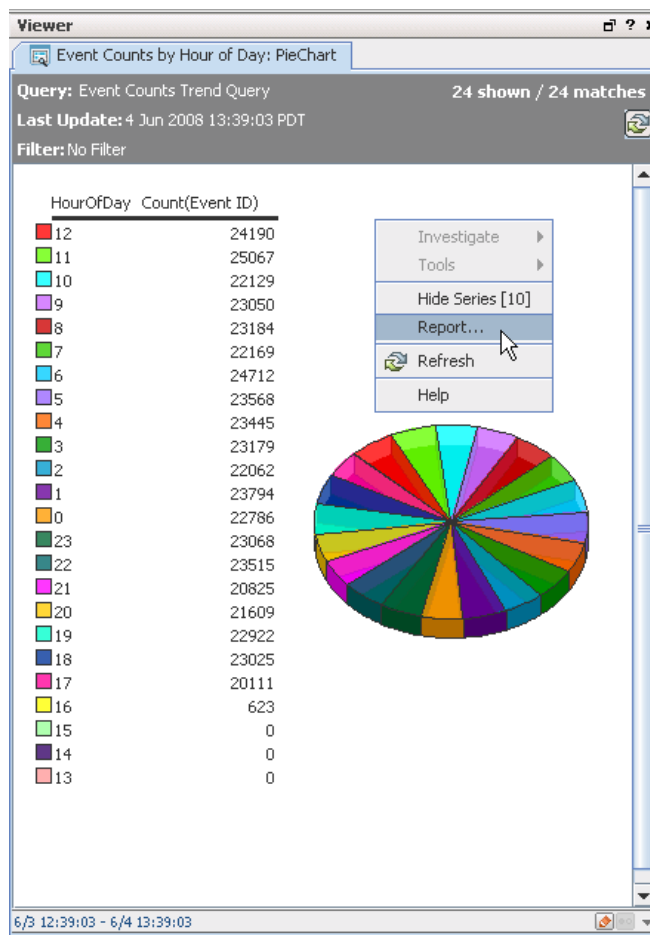 Viewer
Event Counts by Hour of Day: PieChart
Query: Event Counts Trend Query 24 shown / 24 matches
Last Update: 4 Jun 2008 13:39:03 PDT
Filter: No Filter
HourOfDay Count(Event ID)
12 24190
11 25067
10 22129
9 23050
8 23184
7 22169
6 24712
5 23568
4 23445
3 23179
2 22062
1 23794
0 22786
23 23068
22 23515
21 20825
20 21609
19 22922
18 23025
17 20111
16 623
15 0
14 0
13 0
Investigate
Tools
Hide Series [10]
Report...
Refresh
Help
6/3 12:39:03 - 6/4 13:39:03